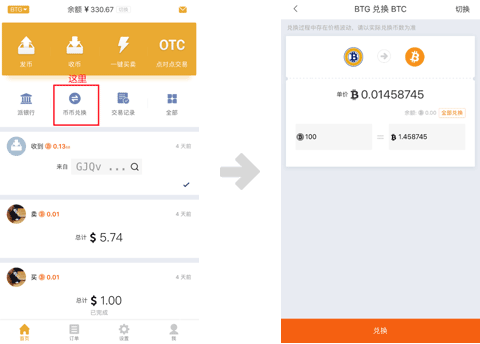 BTG
余额 ¥ 330.67
发币
收币
一键买卖
OTC
点对点交易
这里
派银行
币币兑换
交易记录
全部
收到 0.13
4 天前
来自 GJQv ...
卖 0.01
4 天前
总计 $ 5.74
买 0.01
4 天前
总计 $ 1.00
已完成
首页
订单
设置
我
BTG 兑换 BTC
切换
兑换过程中存在价格波动，请以实际兑换币数为准
单价 0.01458745
余额: 0.00
全部兑换
100
=
1.458745
兑换